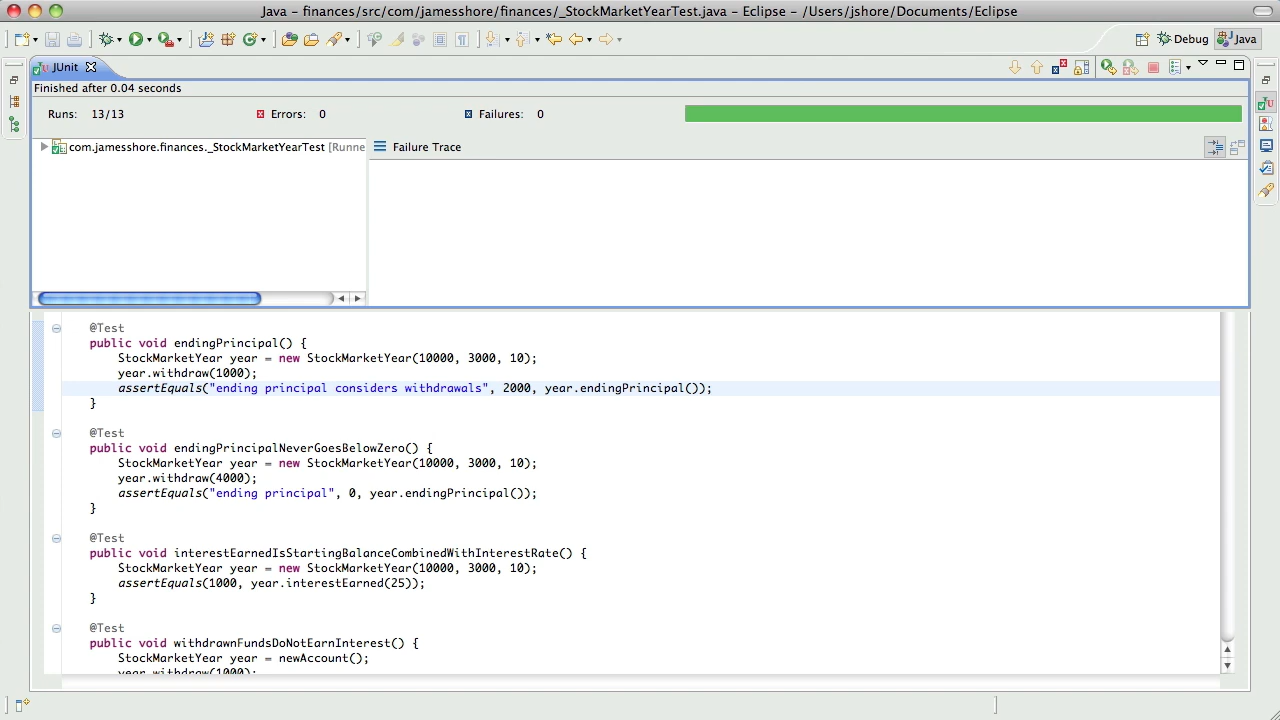 Java - finances/src/com/jamesshore/finances/_StockMarketYearTest.java - Eclipse - /Users/jshore/Documents/Eclipse
Debug Java
JUnit
Finished after 0.04 seconds
Runs: 13/13 Errors: 0 Failures: 0
com.jamesshore.finances._StockMarketYearTest [Runne
Failure Trace
@Test
public void endingPrincipal() {
StockMarketYear year = new StockMarketYear(10000, 3000, 10);
year.withdraw(1000);
assertEquals("ending principal considers withdrawals", 2000, year.endingPrincipal());
}
@Test
public void endingPrincipalNeverGoesBelowZero() {
StockMarketYear year = new StockMarketYear(10000, 3000, 10);
year.withdraw(4000);
assertEquals("ending principal", 0, year.endingPrincipal());
}
@Test
public void interestEarnedIsStartingBalanceCombinedWithInterestRate() {
StockMarketYear year = new StockMarketYear(10000, 3000, 10);
assertEquals(1000, year.interestEarned(25));
}
@Test
public void withdrawnFundsDoNotEarnInterest() {
StockMarketYear year = newAccount();
year.withdraw(1000);